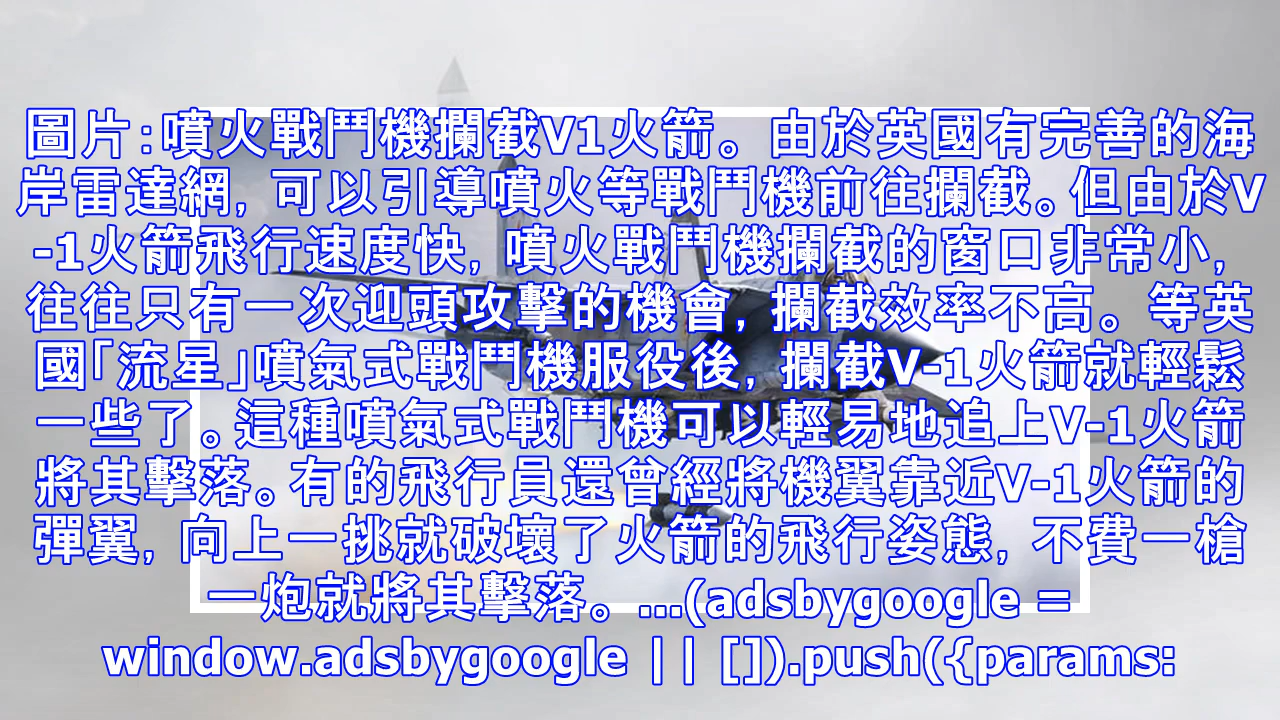 圖片：噴火戰鬥機攔截V1火箭。由於英國有完善的海
岸雷達網，可以引導噴火等戰鬥機前往攔截。但由於V
-1火箭飛行速度快，噴火戰鬥機攔截的窗口非常小，
往往只有一次迎頭攻擊的機會，攔截效率不高。等英
國「流星」噴氣式戰鬥機服役後，攔截V-1火箭就輕鬆
一些了。這種噴氣式戰鬥機可以輕易地追上V-1火箭
將其擊落。有的飛行員還曾經將機翼靠近V-1火箭的
彈翼，向上一挑就破壞了火箭的飛行姿態，不費一槍
一炮就將其擊落。...(adsbygoogle =
window.adsbygoogle || []).push({params: